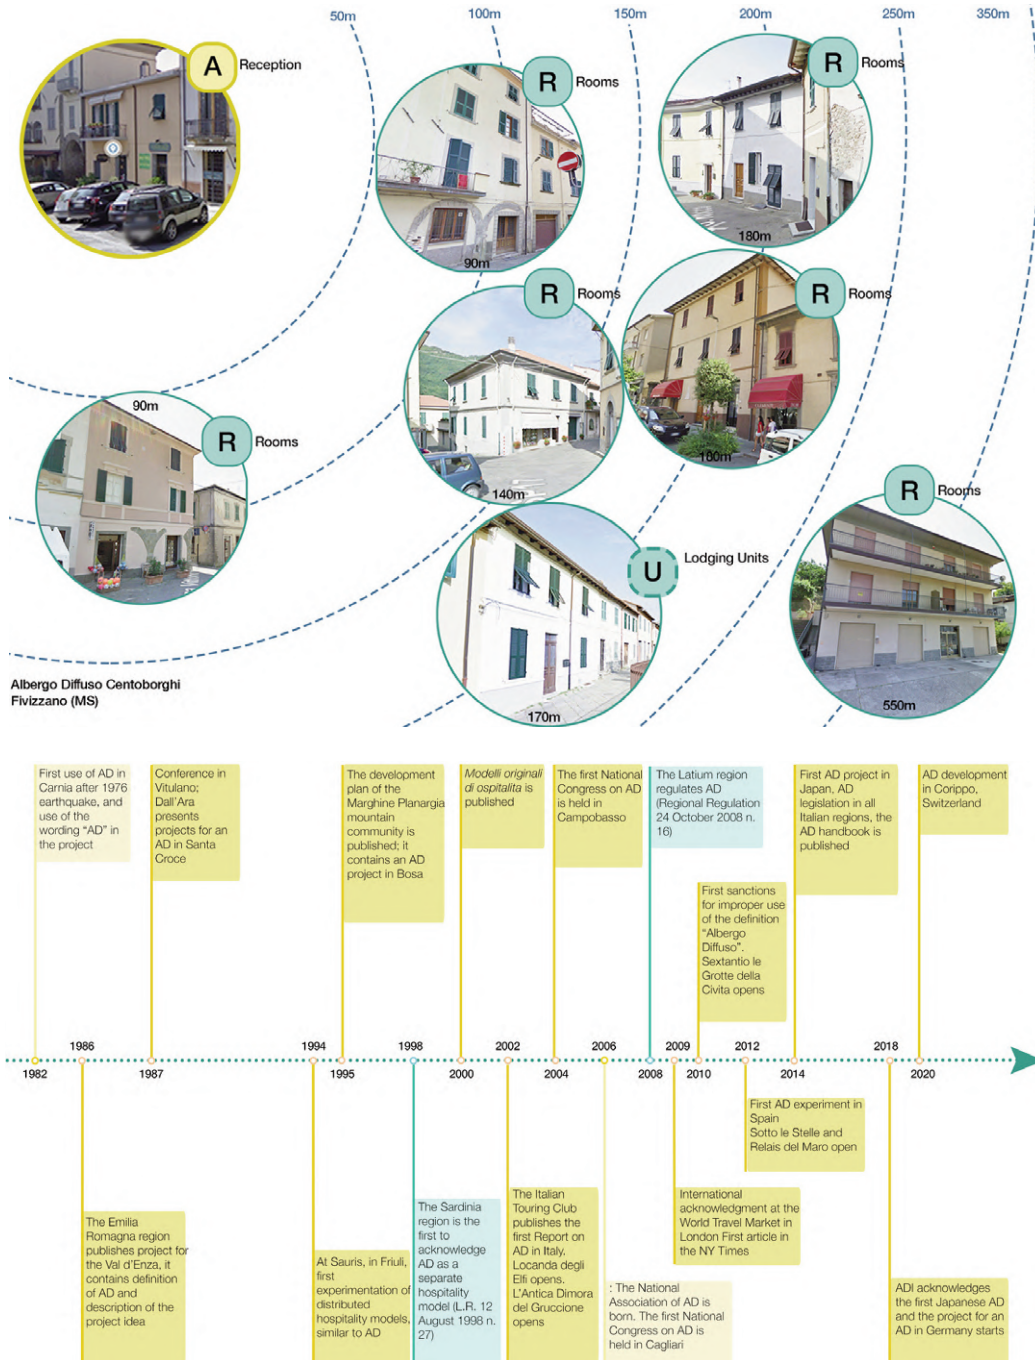 50m
100m
150m
200m
250m
350m
A
Reception
R
Rooms
90m
R
Rooms
180m
R
Rooms
140m
R
Rooms
180m
90m
R
Rooms
U
Lodging Units
170m
R
Rooms
550m
Albergo Diffuso Centoborghi
Fivizzano (MS)
First use of AD in
Carnia after 1976
earthquake, and
use of the
wording “AD” in
the project
Conference in
Vitulano;
Dall'Ara
presents
projects for an
AD in Santa
Croce
The development
plan of the
Marghine Planargia
mountain
community is
published; it
contains an AD
project in Bosa
Modelli originali
di ospitalita is
published
The first National
Congress on AD
is held in
Campobasso
The Latium region
regulates AD
(Regional Regulation
24 October 2008 n.
16)
First sanctions
for improper use
of the definition
“Albergo
Diffuso”.
Sextantio le
Grotte della
Civita opens
First AD project in
Japan, AD
legislation in all
Italian regions, the
AD handbook is
published
AD development
in Corippo,
Switzerland
1986
1994
1998
2002
2006
2009
2012
2018
1982
1987
1995
2000
2004
2008
2010
2014
2020
The Emilia
Romagna region
publishes project for
the Val d'Enza, it
contains definition
of AD and
description of the
project idea
At Sauris, in Friuli,
first
experimentation of
distributed
hospitality models,
similar to AD
The Sardinia
region is the
first to
acknowledge
AD as a
separate
hospitality
model (L.R. 12
August 1998 n.
27)
The Italian
Touring Club
publishes the
first Report on
AD in Italy.
Locanda degli
Elfi opens.
L'Antica Dimora
del Gruccione
opens
: The National
Association of AD is
born. The first National
Congress on AD is
held in Cagliari
International
acknowledgment at the
World Travel Market in
London First article in
the NY Times
First AD experiment in
Spain
Sotto le Stelle and
Relais del Maro open
ADI acknowledges
the first Japanese AD
and the project for an
AD in Germany starts